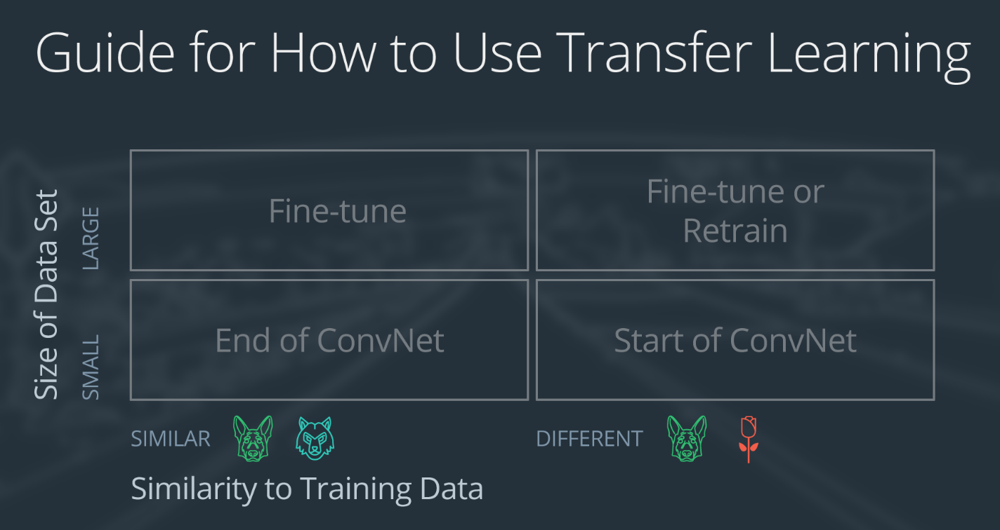 Guide for How to Use Transfer Learning
Size of Data Set
LARGE
Fine-tune
Fine-tune or
Retrain
SMALL
End of ConvNet
Start of ConvNet
SIMILAR
DIFFERENT
Similarity to Training Data